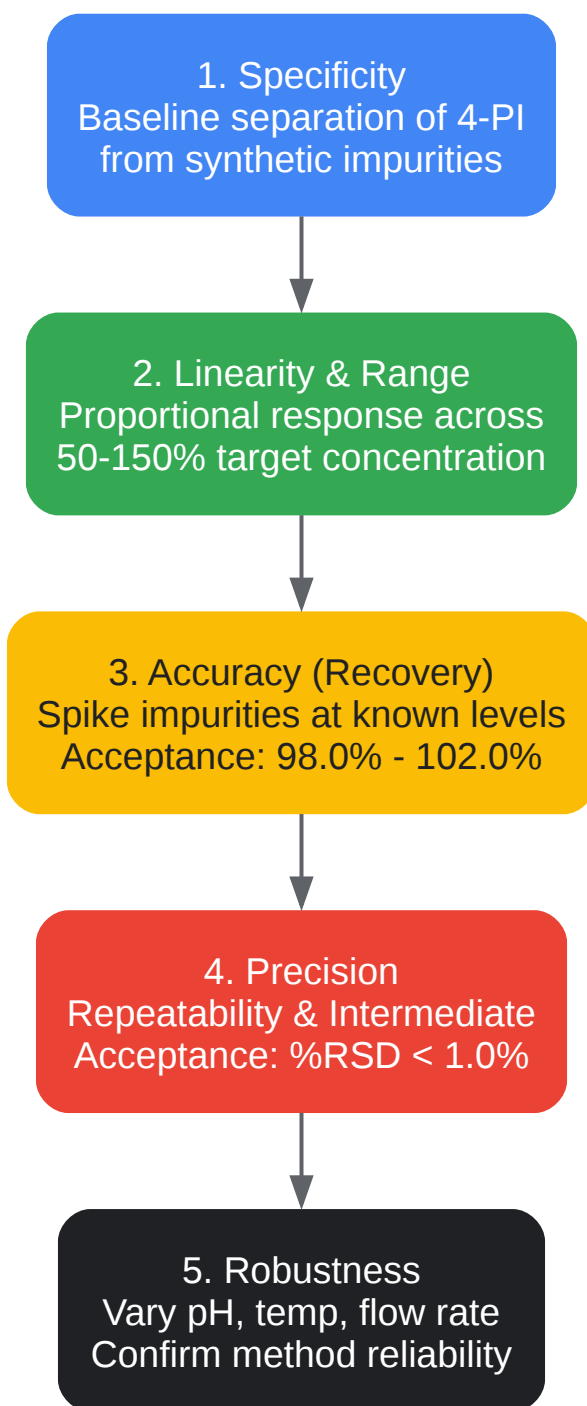 1. Specificity
Baseline separation of 4-PI
from synthetic impurities
2. Linearity & Range
Proportional response across
50-150% target concentration
3. Accuracy (Recovery)
Spike impurities at known levels
Acceptance: 98.0% - 102.0%
4. Precision
Repeatability & Intermediate
Acceptance: %RSD < 1.0%
5. Robustness
Vary pH, temp, flow rate
Confirm method reliability